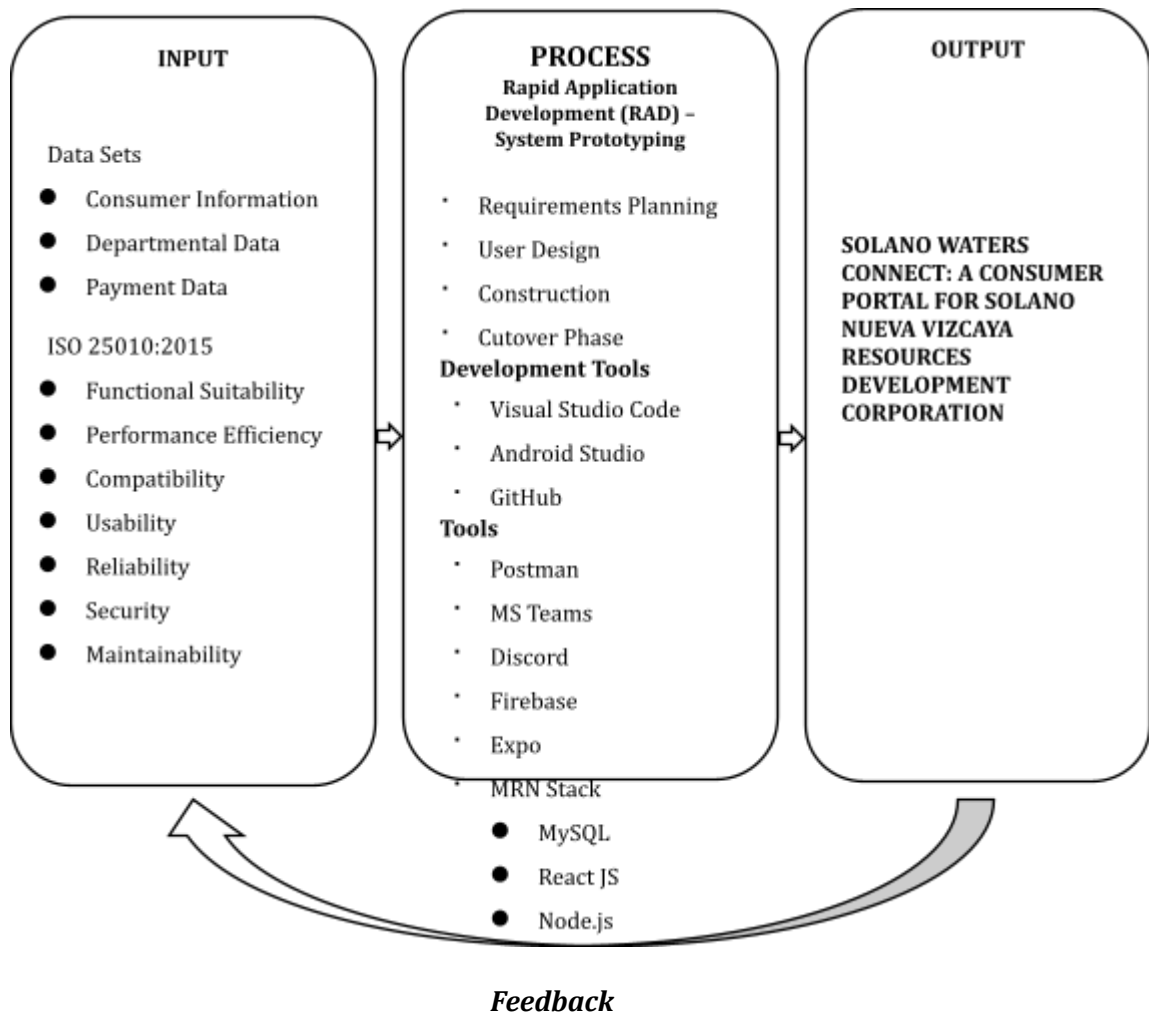 INPUT
Data Sets
● Consumer Information
● Departmental Data
● Payment Data
ISO 25010:2015
● Functional Suitability
● Performance Efficiency
● Compatibility
● Usability
● Reliability
● Security
● Maintainability
PROCESS
Rapid Application
Development (RAD) –
System Prototyping
· Requirements Planning
· User Design
· Construction
· Cutover Phase
Development Tools
· Visual Studio Code
· Android Studio
· GitHub
Tools
· Postman
· MS Teams
· Discord
· Firebase
· Expo
· MRN Stack
● MySQL
● React JS
● Node.js
OUTPUT
SOLANO WATERS
CONNECT: A CONSUMER
PORTAL FOR SOLANO
NUEVA VIZCAYA
RESOURCES
DEVELOPMENT
CORPORATION
Feedback